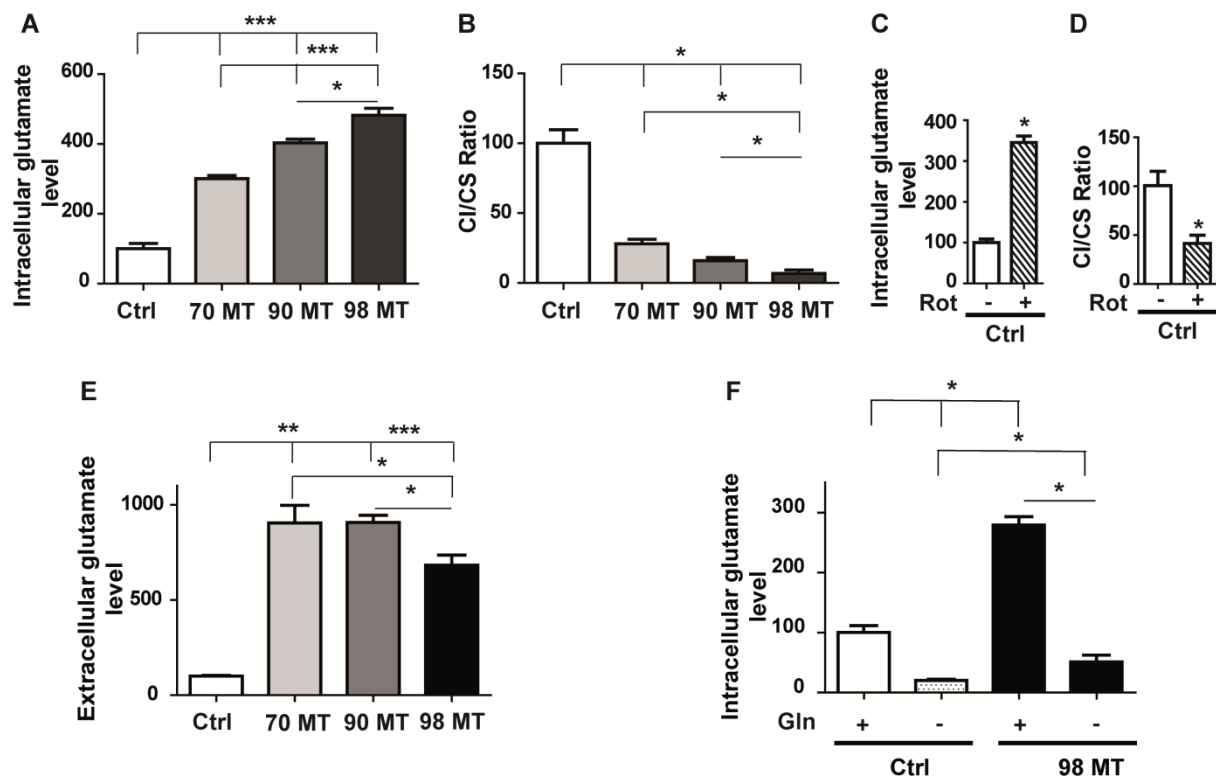 A
***
***
*
600
400
200
0
Intracellular glutamate
level
Ctrl
70 MT
90 MT
98 MT
B
*
*
*
150
100
50
0
CI/CS Ratio
Ctrl
70 MT
90 MT
98 MT
C
400
300
200
100
0
*
Intracellular glutamate
level
Rot - +
Ctrl
D
150
100
50
0
*
CI/CS Ratio
Rot - +
Ctrl
E
** ***
*
*
1000
500
0
Extracellular glutamate
level
Ctrl
70 MT
90 MT
98 MT
F
*
*
*
300
200
100
00
Intracellular glutamate
level
Gln + - + -
Ctrl
98 MT